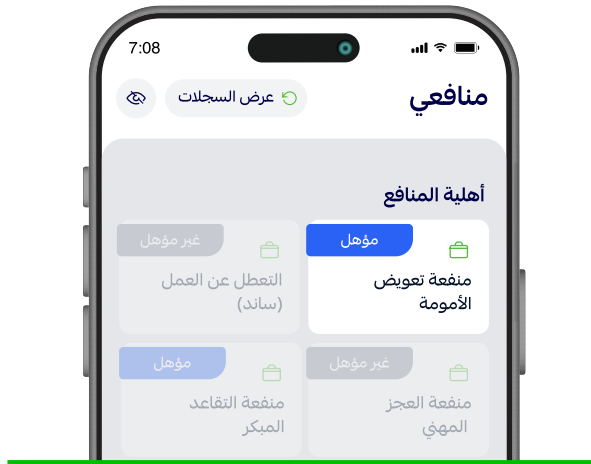 7:08
منافعي
عرض السجلات
أهلية المنافع
مؤهل
منفعة تعويض
الأمومة
غير مؤهل
التعطل عن العمل
(ساند)
غير مؤهل
منفعة العجز
المهني
مؤهل
منفعة التقاعد
المبكر